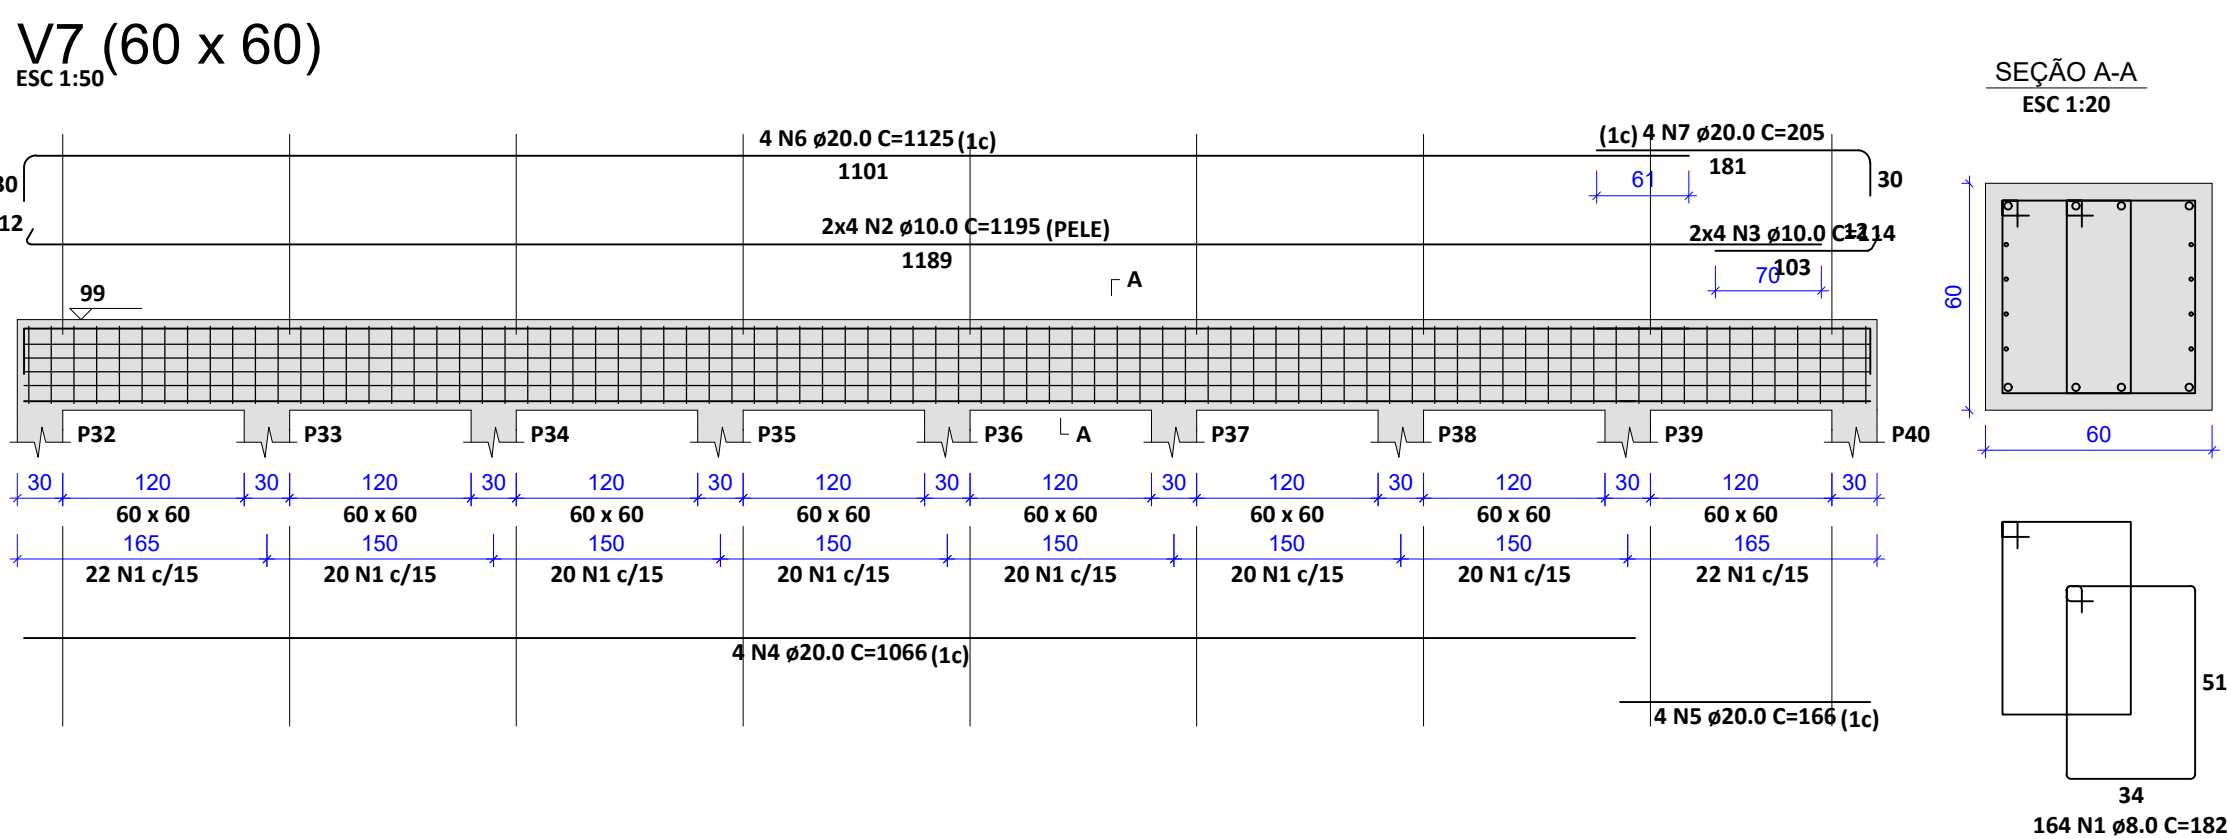 V7 (60 x 60)
ESC 1:50
SEÇÃO A-A
ESC 1:20
4 N6 ø20.0 C=1125 (1c)
1101
(1c) 4 N7 ø20.0 C=205
181
61
30
30
12
2x4 N2 ø10.0 C=1195 (PELE)
1189
2x4 N3 ø10.0 C=114
12
103
70
A
99
60
P32
P33
P34
P35
P36
A
P37
P38
P39
P40
60
30 120 30 120 30 120 30 120 30 120 30 120 30 120 30 120 30
60 x 60 60 x 60 60 x 60 60 x 60 60 x 60 60 x 60 60 x 60 60 x 60
165 150 150 150 150 150 150 165
22 N1 c/15 20 N1 c/15 20 N1 c/15 20 N1 c/15 20 N1 c/15 20 N1 c/15 20 N1 c/15 22 N1 c/15
4 N4 ø20.0 C=1066 (1c)
4 N5 ø20.0 C=166 (1c)
51
34
164 N1 ø8.0 C=182